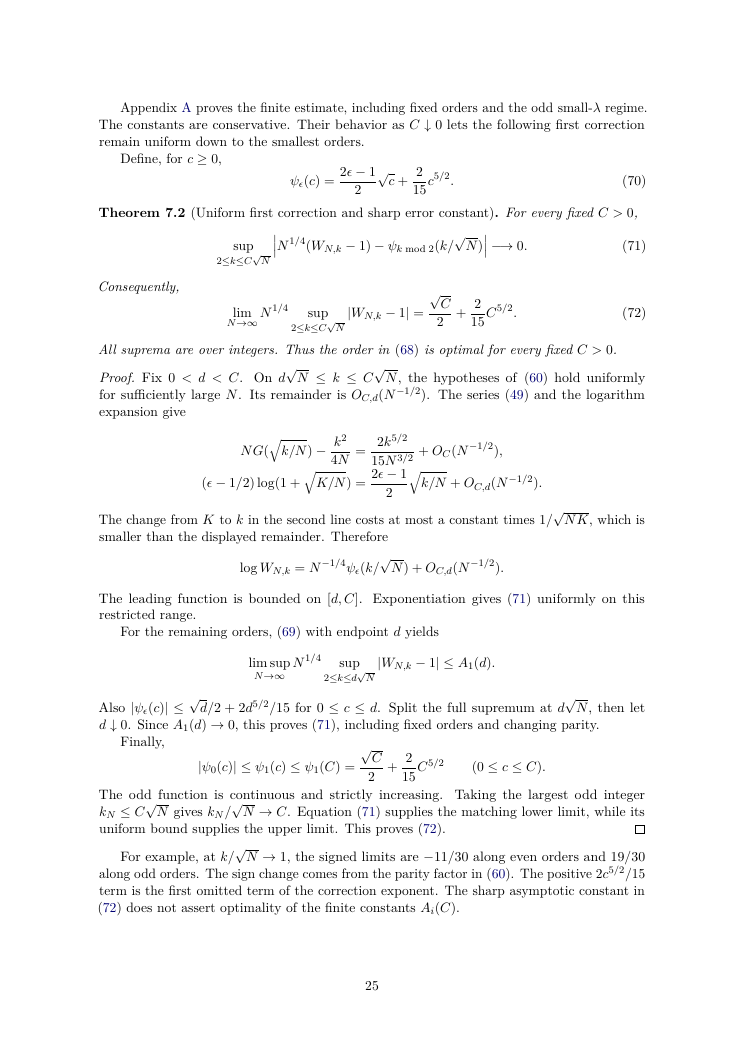 Appendix A proves the finite estimate, including fixed orders and the odd small-λ regime.
The constants are conservative. Their behavior as C ↓ 0 lets the following first correction
remain uniform down to the smallest orders.
Define, for c ≥ 0,
ψ_ϵ(c) = \frac{2ϵ − 1}{2} √c + \frac{2}{15} c^{5/2}. (70)
Theorem 7.2 (Uniform first correction and sharp error constant). For every fixed C > 0,
\sup_{2≤k≤C√N} |N^{1/4}(W_{N,k} − 1) − ψ_{k mod 2}(k/√N)| ⟶ 0. (71)
Consequently,
\lim_{N→∞} N^{1/4} \sup_{2≤k≤C√N} |W_{N,k} − 1| = \frac{√C}{2} + \frac{2}{15} C^{5/2}. (72)
All suprema are over integers. Thus the order in (68) is optimal for every fixed C > 0.
Proof. Fix 0 < d < C. On d√N ≤ k ≤ C√N, the hypotheses of (60) hold uniformly
for sufficiently large N. Its remainder is O_{C,d}(N^{−1/2}). The series (49) and the logarithm
expansion give
NG(\sqrt{k/N}) − \frac{k^2}{4N} = \frac{2k^{5/2}}{15N^{3/2}} + O_C(N^{−1/2}),
(ϵ − 1/2) log(1 + \sqrt{K/N}) = \frac{2ϵ − 1}{2} \sqrt{k/N} + O_{C,d}(N^{−1/2}).
The change from K to k in the second line costs at most a constant times 1/√{NK}, which is
smaller than the displayed remainder. Therefore
log W_{N,k} = N^{−1/4} ψ_ϵ(k/√N) + O_{C,d}(N^{−1/2}).
The leading function is bounded on [d, C]. Exponentiation gives (71) uniformly on this
restricted range.
For the remaining orders, (69) with endpoint d yields
\limsup_{N→∞} N^{1/4} \sup_{2≤k≤d√N} |W_{N,k} − 1| ≤ A_1(d).
Also |ψ_ϵ(c)| ≤ √d/2 + 2d^{5/2}/15 for 0 ≤ c ≤ d. Split the full supremum at d√N, then let
d ↓ 0. Since A_1(d) → 0, this proves (71), including fixed orders and changing parity.
Finally,
|ψ_0(c)| ≤ ψ_1(c) ≤ ψ_1(C) = \frac{√C}{2} + \frac{2}{15} C^{5/2} (0 ≤ c ≤ C).
The odd function is continuous and strictly increasing. Taking the largest odd integer
k_N ≤ C√N gives k_N/√N → C. Equation (71) supplies the matching lower limit, while its
uniform bound supplies the upper limit. This proves (72). □
For example, at k/√N → 1, the signed limits are −11/30 along even orders and 19/30
along odd orders. The sign change comes from the parity factor in (60). The positive 2c^{5/2}/15
term is the first omitted term of the correction exponent. The sharp asymptotic constant in
(72) does not assert optimality of the finite constants A_i(C).
25